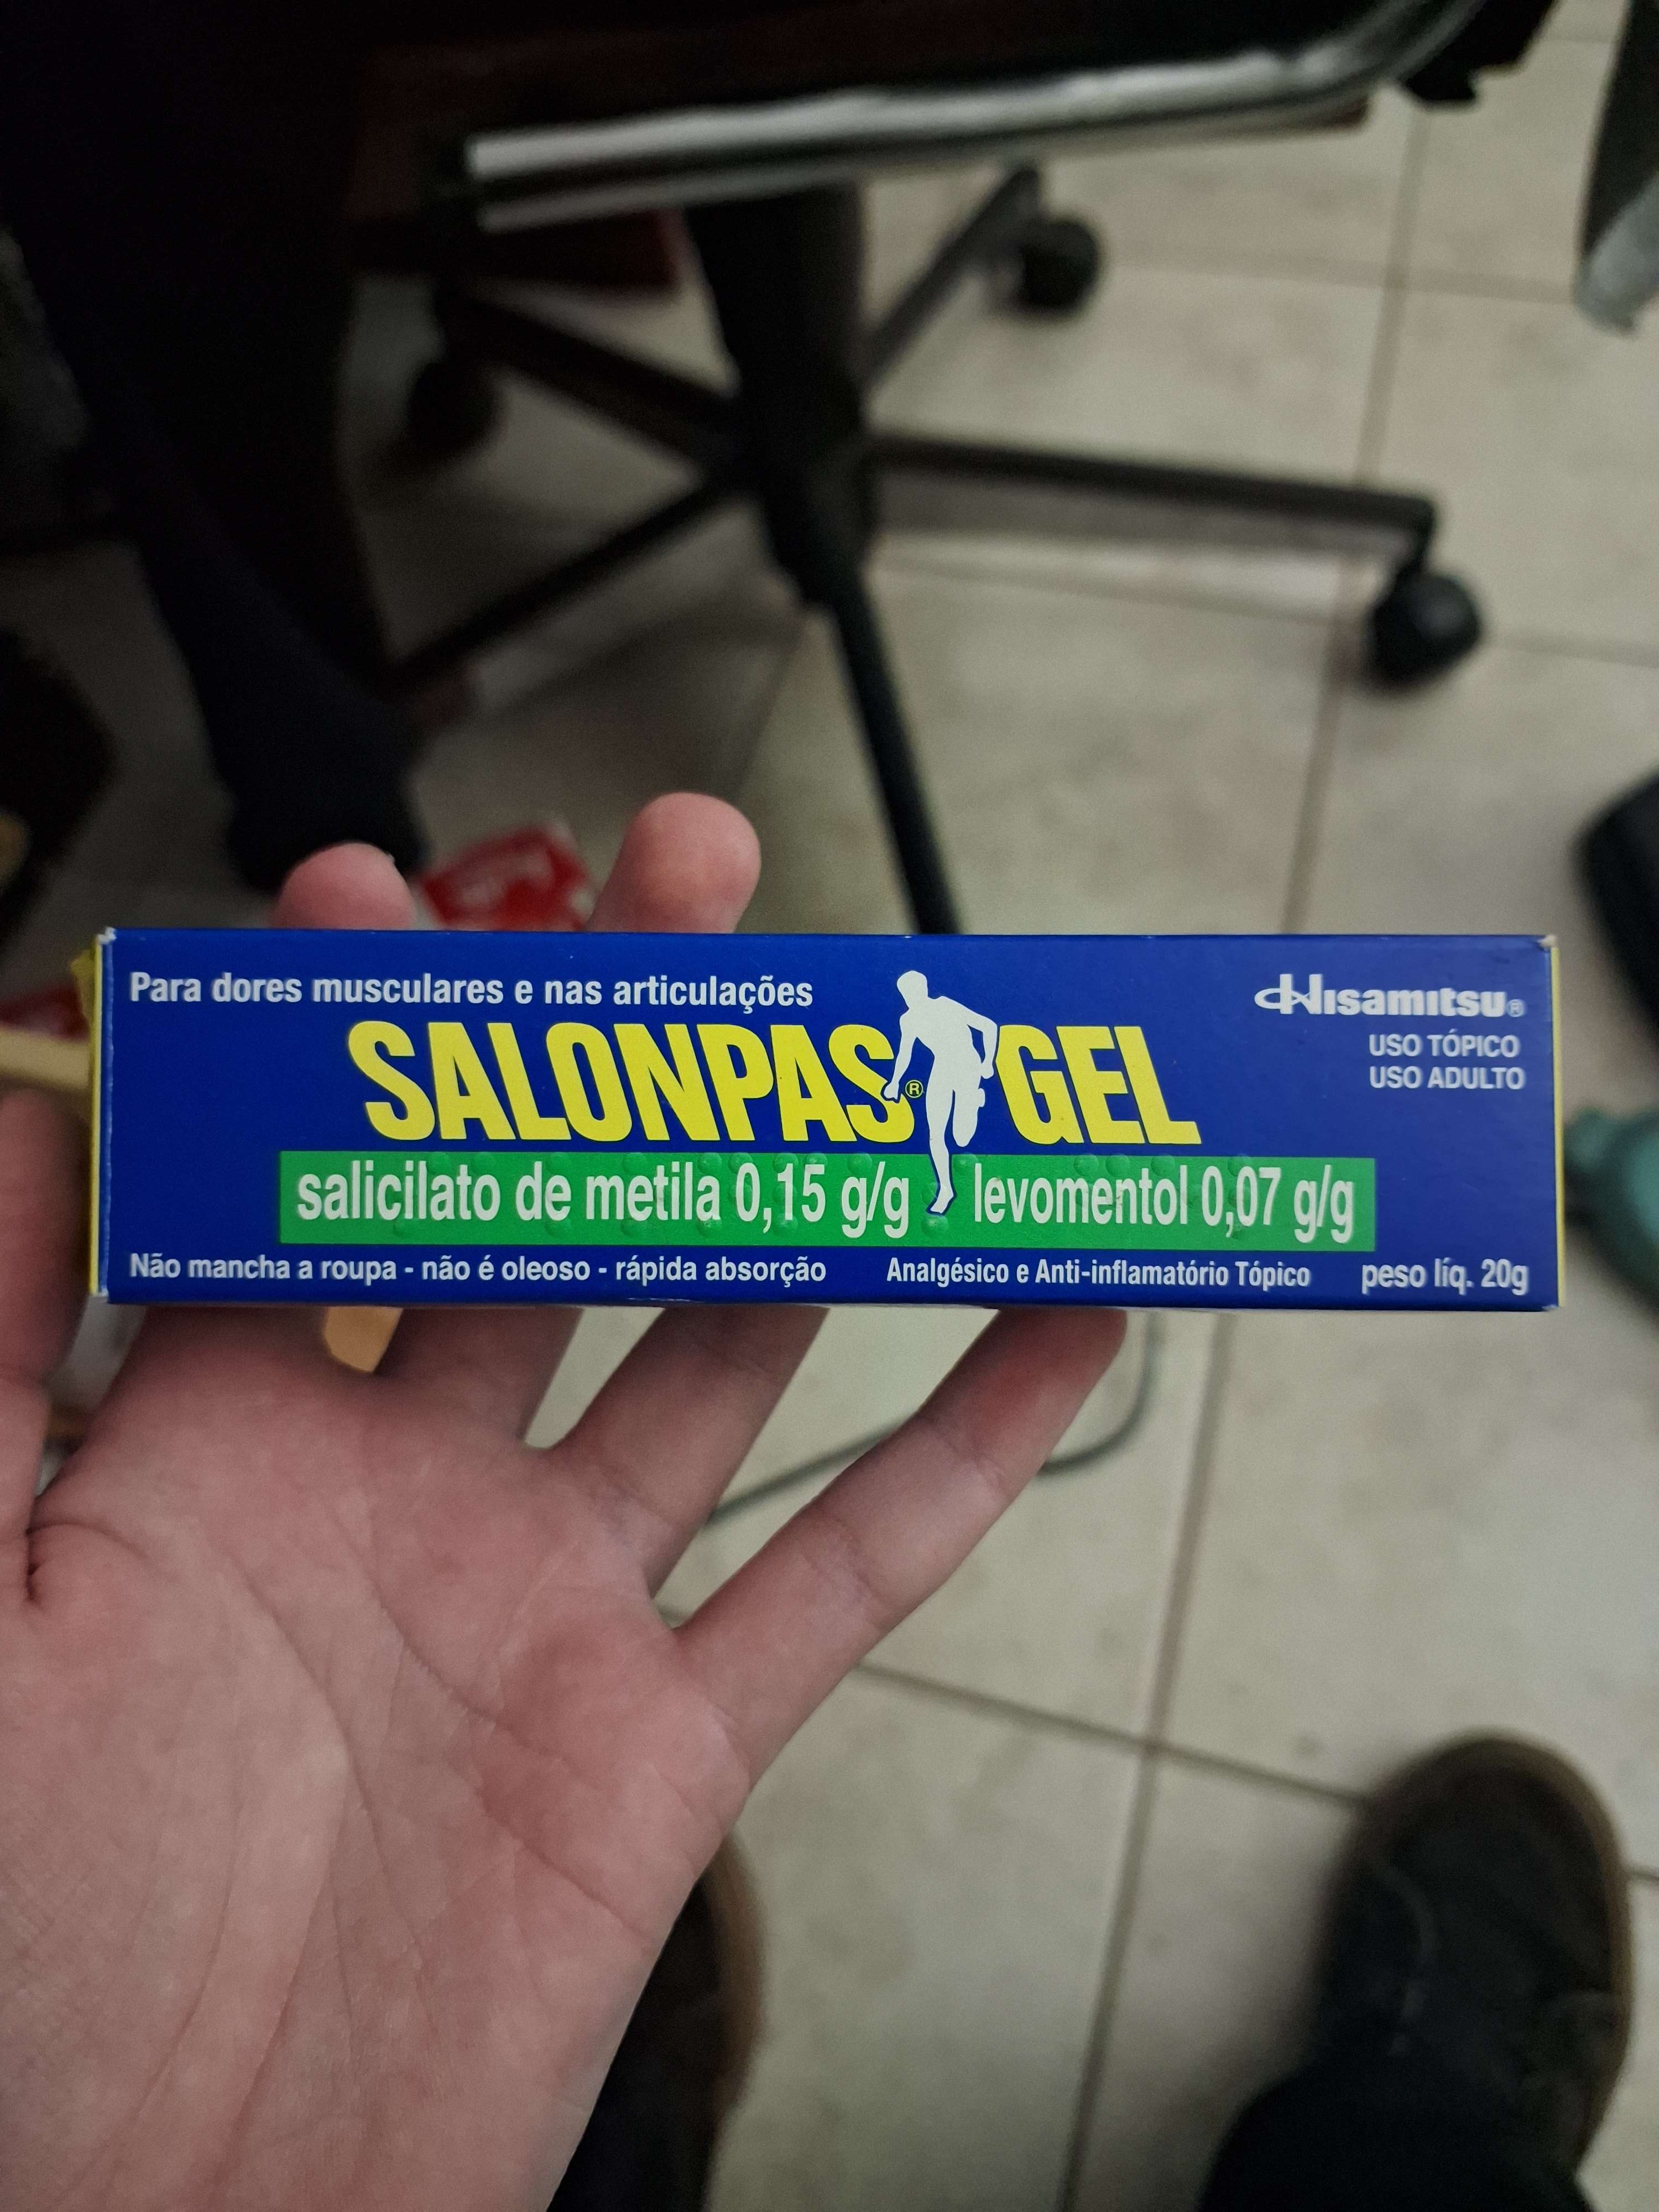 Para dores musculares e nas articulações
Hisamitsu®
SALONPAS® GEL
USO TÓPICO
USO ADULTO
salicilato de metila 0,15 g/g levomentol 0,07 g/g
Não mancha a roupa - não é oleoso - rápida absorção Analgésico e Anti-inflamatório Tópico peso líq. 20g